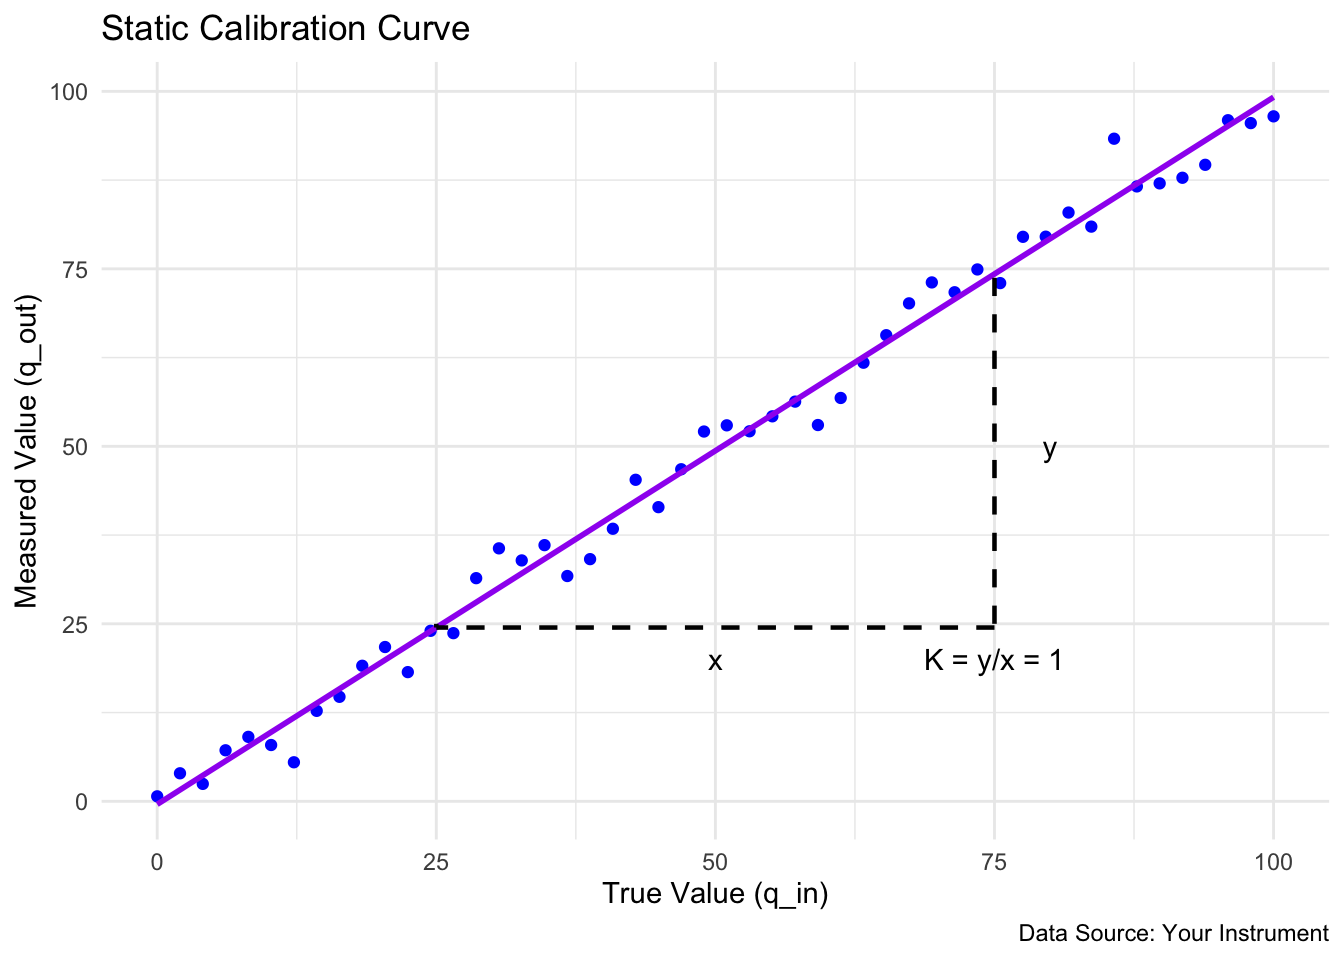 Static Calibration Curve
Measured Value (q_out)
100
75
50
25
0
y
x
K = y/x = 1
0 25 50 75 100
True Value (q_in)
Data Source: Your Instrument